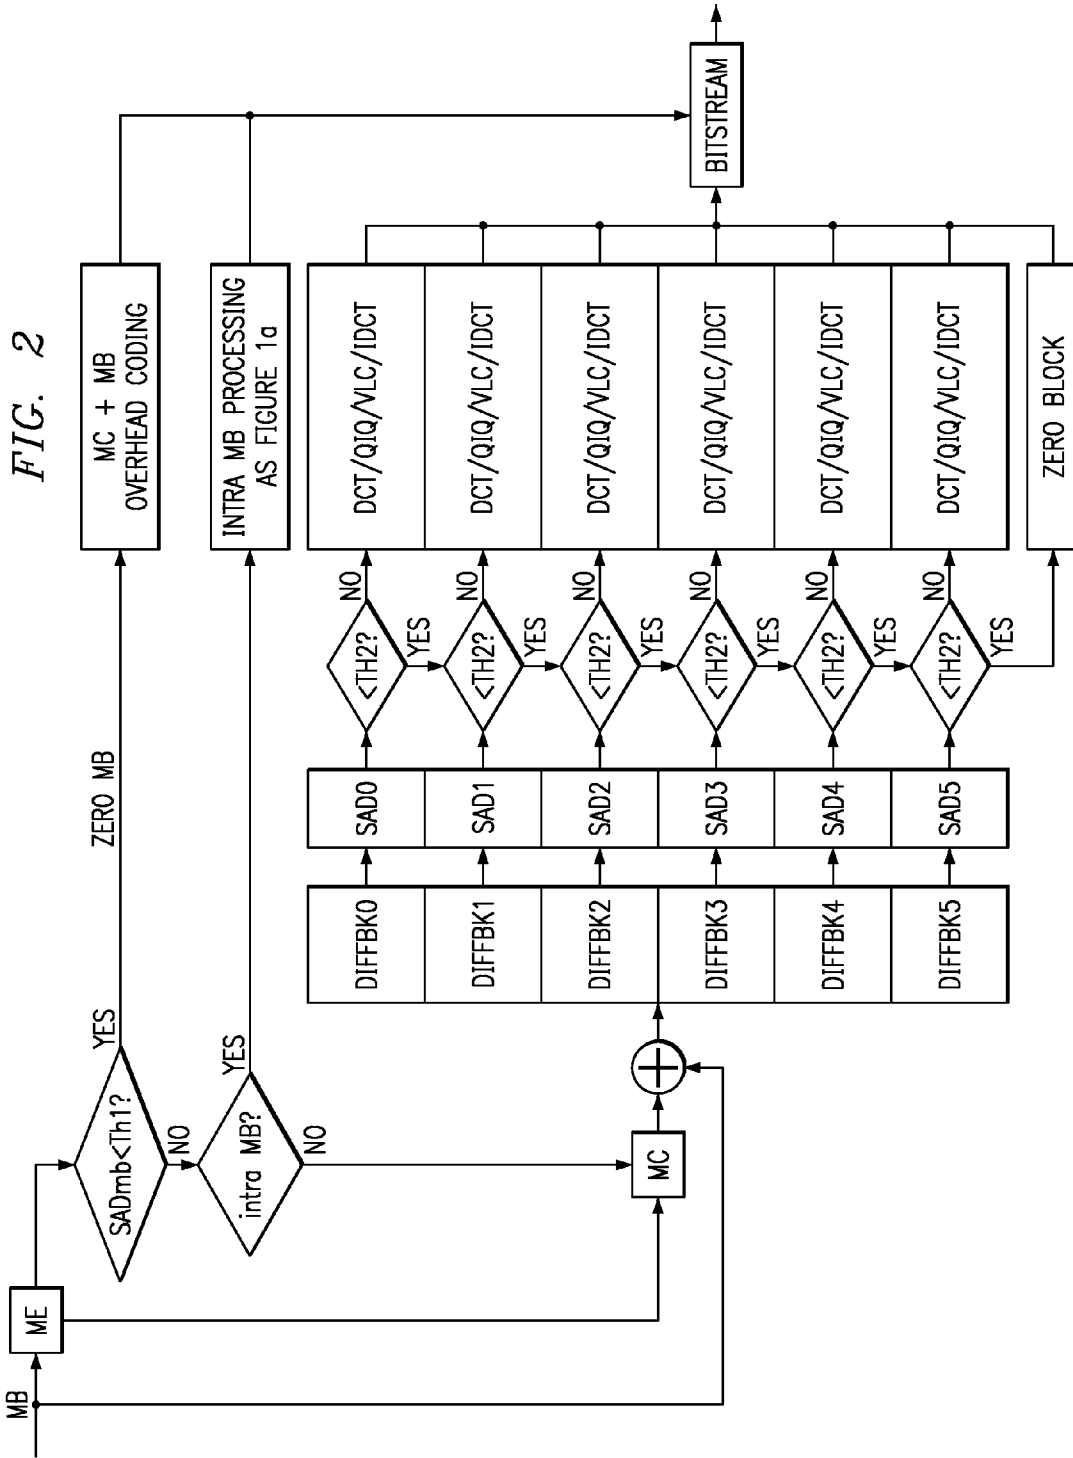 FIG. 2
MB
ME
SADmb<Th1?
YES
ZERO MB
MC + MB
OVERHEAD CODING
NO
intra MB?
YES
INTRA MB PROCESSING
AS FIGURE 1a
NO
MC
DIFFBK0
SAD0
<TH2?
NO
DCT/QIQ/VLC/IDCT
YES
DIFFBK1
SAD1
<TH2?
NO
DCT/QIQ/VLC/IDCT
YES
DIFFBK2
SAD2
<TH2?
NO
DCT/QIQ/VLC/IDCT
YES
DIFFBK3
SAD3
<TH2?
NO
DCT/QIQ/VLC/IDCT
YES
DIFFBK4
SAD4
<TH2?
NO
DCT/QIQ/VLC/IDCT
YES
DIFFBK5
SAD5
<TH2?
NO
DCT/QIQ/VLC/IDCT
YES
ZERO BLOCK
BITSTREAM